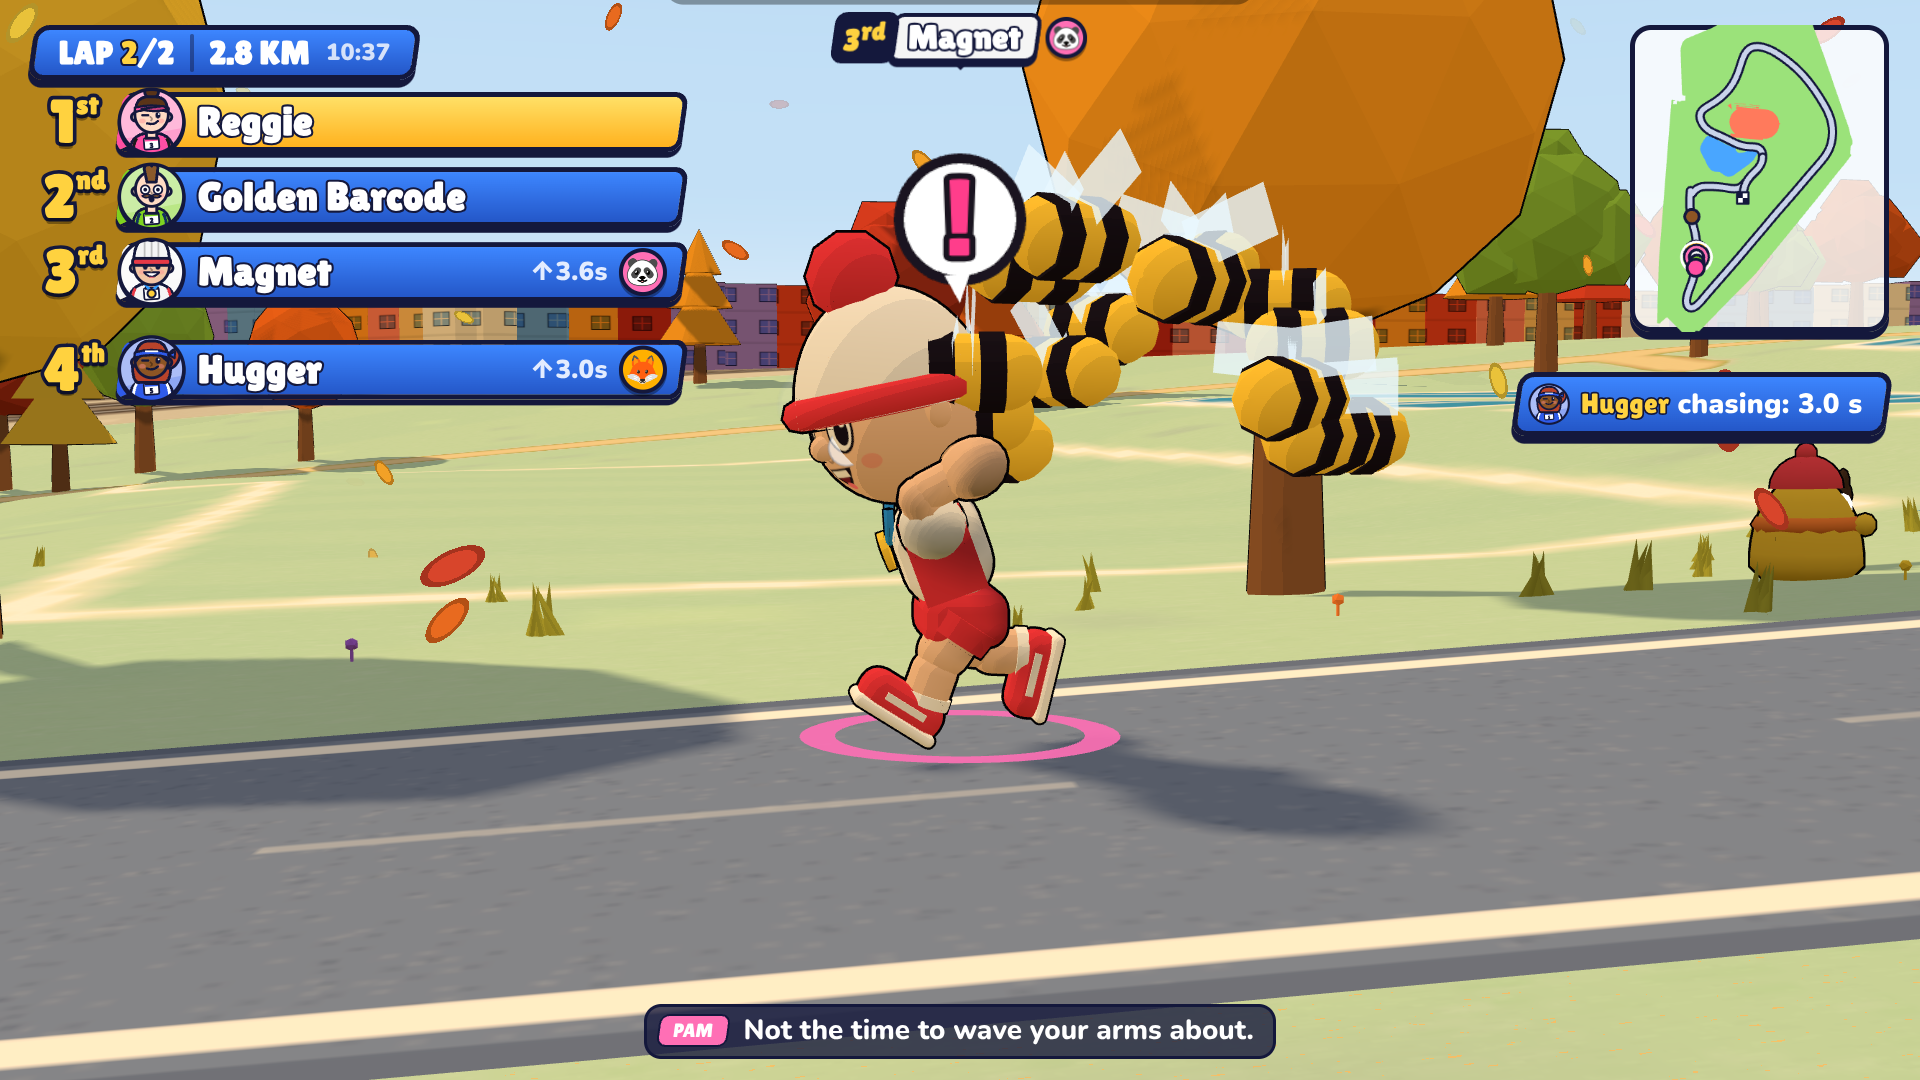 LAP 2/2 2.8 KM 10:37
3rd Magnet
1st Reggie
2nd Golden Barcode
3rd Magnet ↑3.6s
4th Hugger ↑3.0s
!
Hugger chasing: 3.0 s
PAM Not the time to wave your arms about.